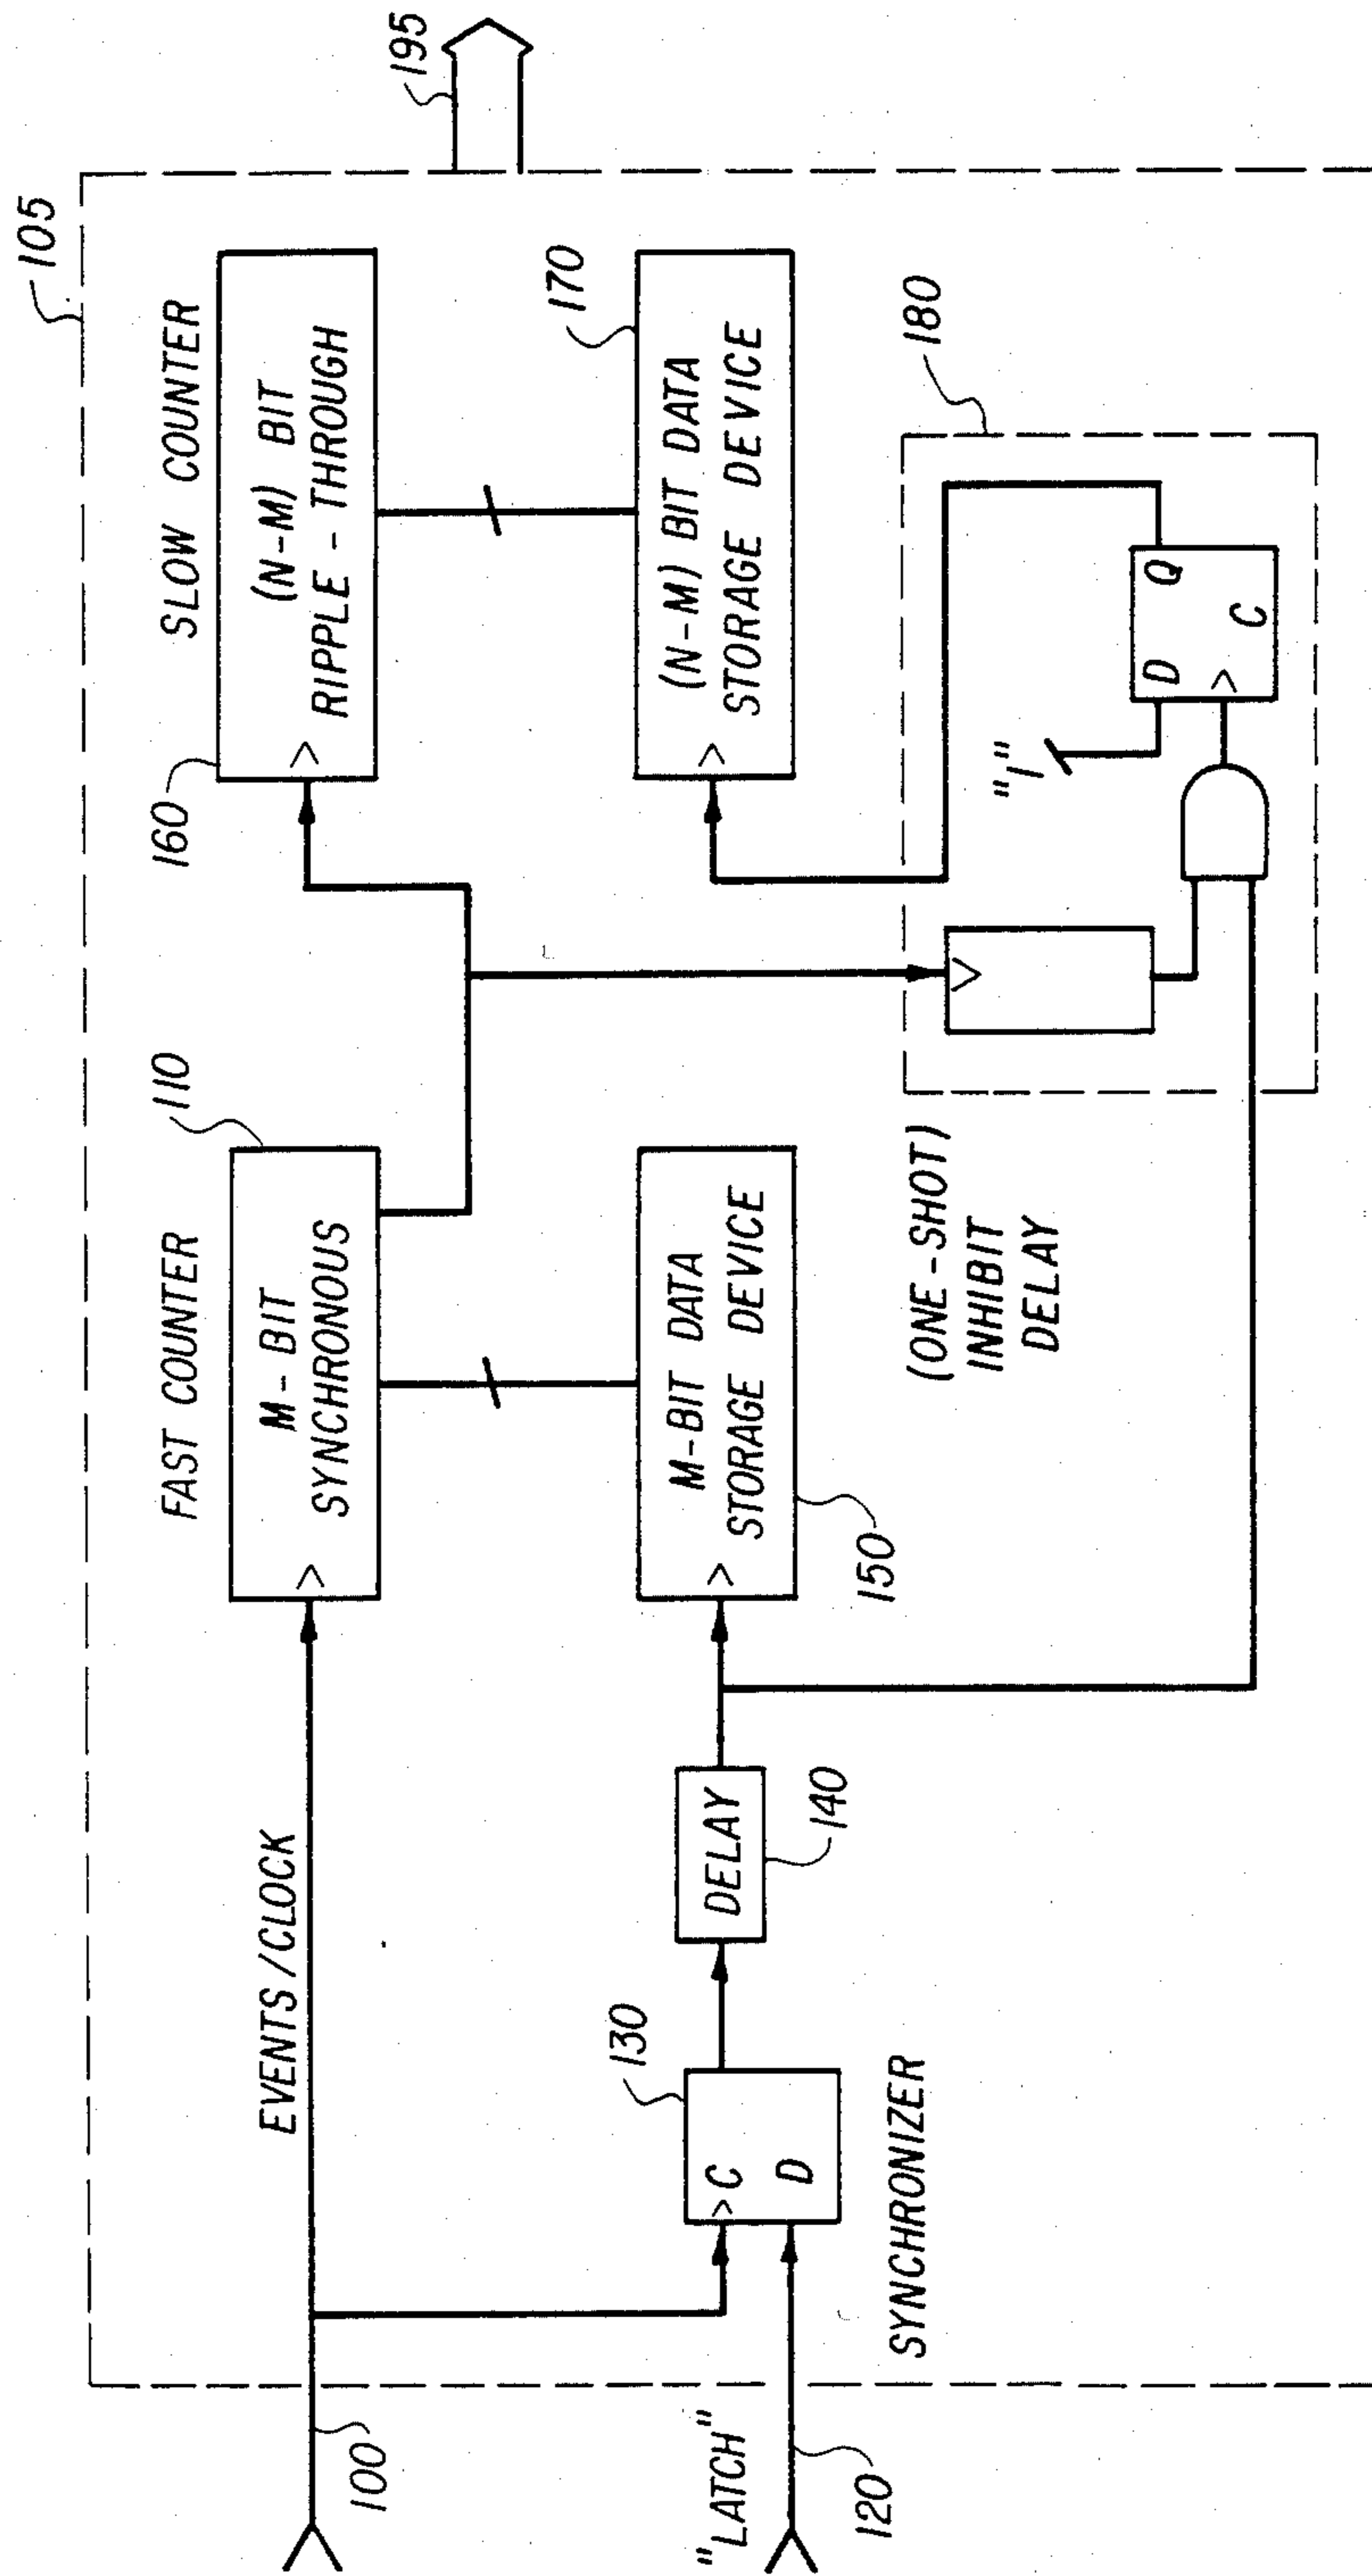 105
195
FAST COUNTER
110
M-BIT
SYNCHRONOUS
SLOW COUNTER
160
(N-M) BIT
RIPPLE-THROUGH
EVENTS/CLOCK
100
"LATCH"
120
130
C
D
SYNCHRONIZER
DELAY
140
M-BIT DATA
STORAGE DEVICE
150
170
(N-M) BIT DATA
STORAGE DEVICE
(ONE-SHOT)
INHIBIT
DELAY
180
"1"
D
Q
C